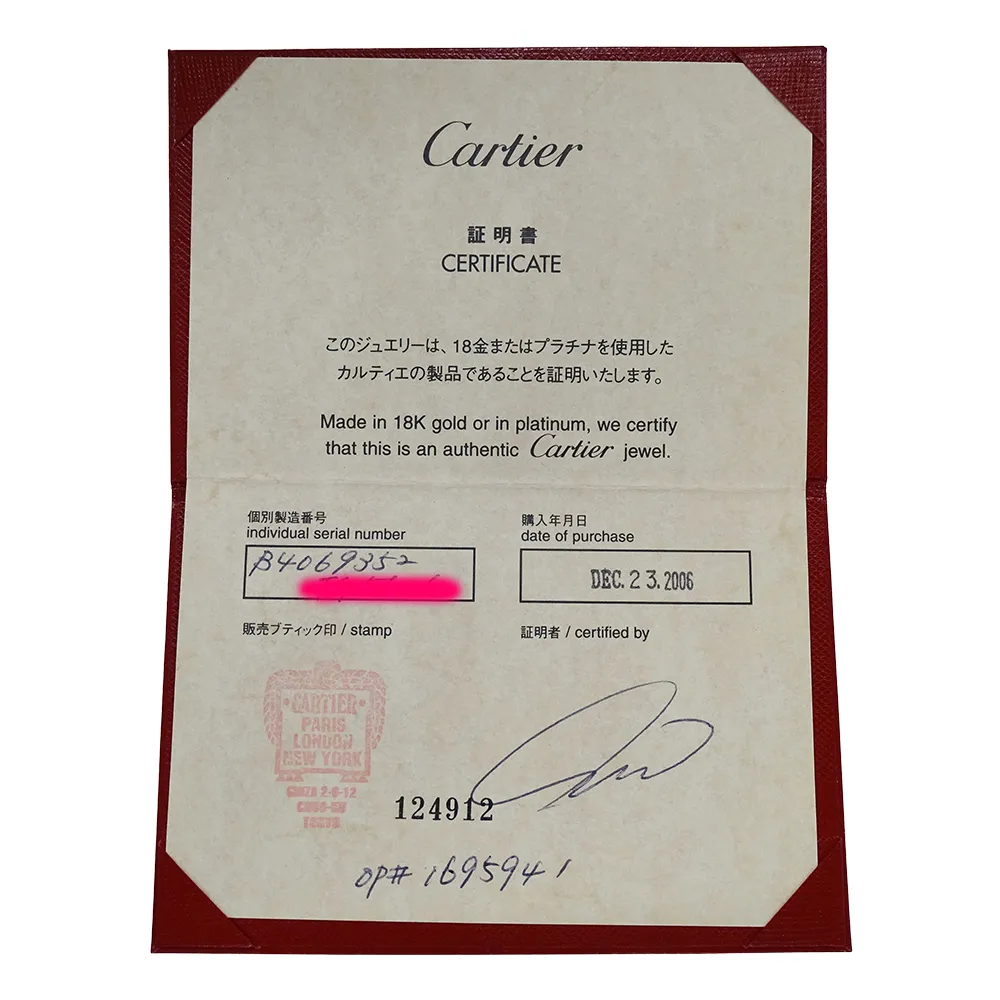 Cartier
証明書
CERTIFICATE
このジュエリーは、18金またはプラチナを使用した
カルティエの製品であることを証明いたします。
Made in 18K gold or in platinum, we certify
that this is an authentic Cartier jewel.
個別製造番号
individual serial number
B4069352
購入年月日
date of purchase
DEC. 23. 2006
販売ブティック印 / stamp
証明者 / certified by
CARTIER
PARIS
LONDON
NEW YORK
GINZA 2-6-12
CHUO-KU
TOKYO
124912
OP# 1695941